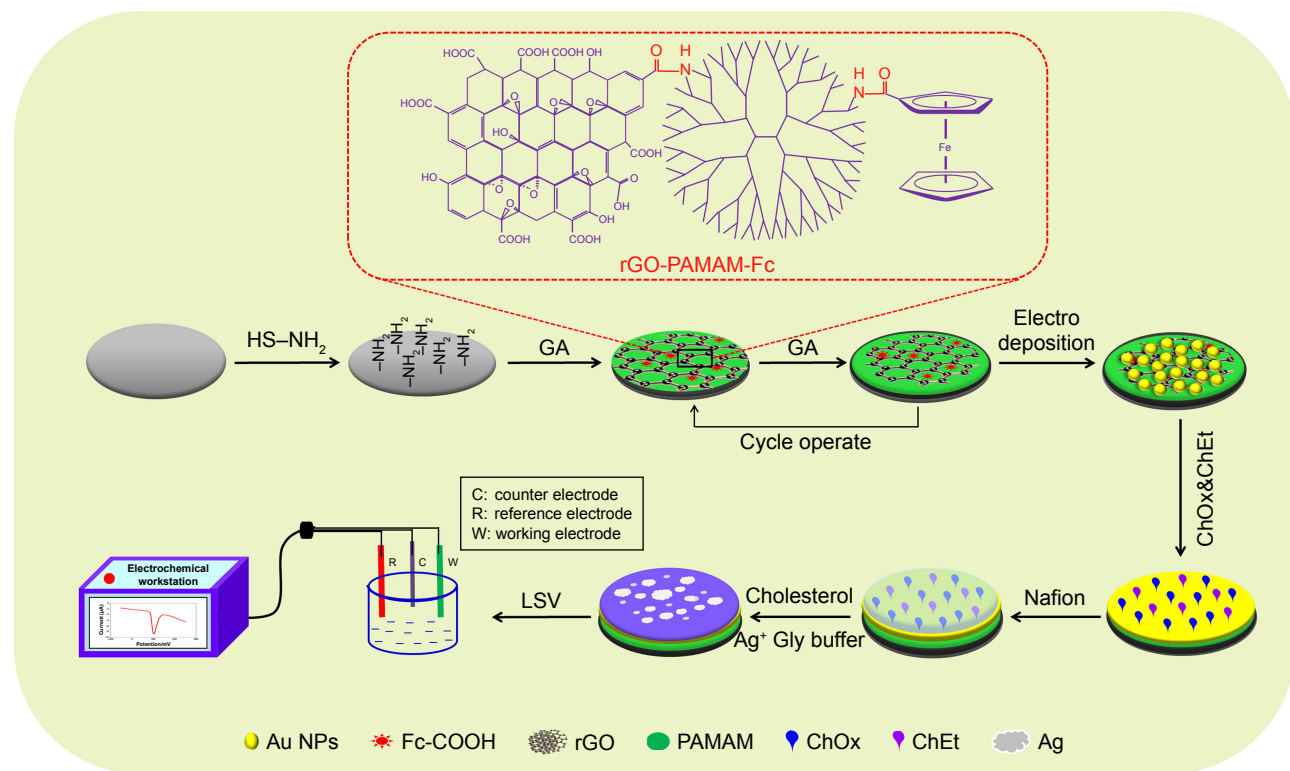 HOOC
COOH
COOH
COOH
OH
O
H
N
H
N
O
HOOC
O
O
O
O
HO
COOH
Fe
HO
O
O
O
O
O
OH
OH
COOH
COOH
rGO-PAMAM-Fc
HS–NH2
–NH2
–NH2
–NH2
–NH2
–NH2
–NH2
GA
GA
Electro
deposition
Cycle operate
ChOx&ChEt
C: counter electrode
R: reference electrode
W: working electrode
R
C
W
Electrochemical
workstation
Current (μA)
Potention/mV
LSV
Cholesterol
Ag+ Gly buffer
Nafion
Au NPs
Fc-COOH
rGO
PAMAM
ChOx
ChEt
Ag